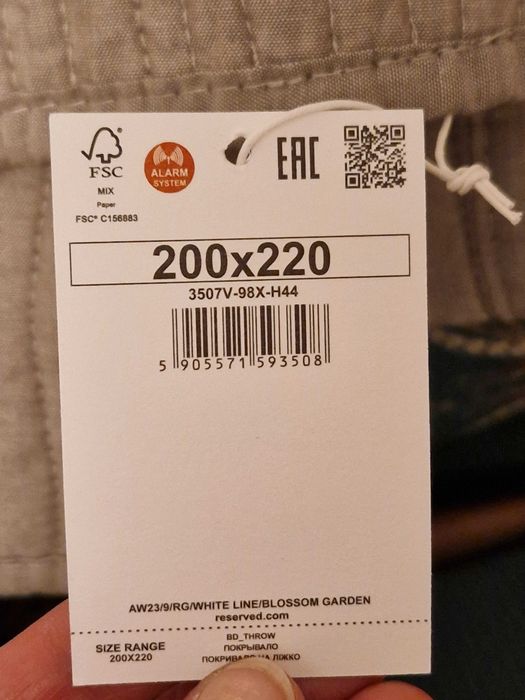 FSC
MIX
Paper
FSC® C156883
ALARM
SYSTEM
EAC
200x220
3507V-98X-H44
5 905571 593508
AW23/9/RG/WHITE LINE/BLOSSOM GARDEN
reserved.com
SIZE RANGE
200X220
BD_THROW
ПОКРЫВАЛО
ПОКРИВАЛО НА ЛІЖКО